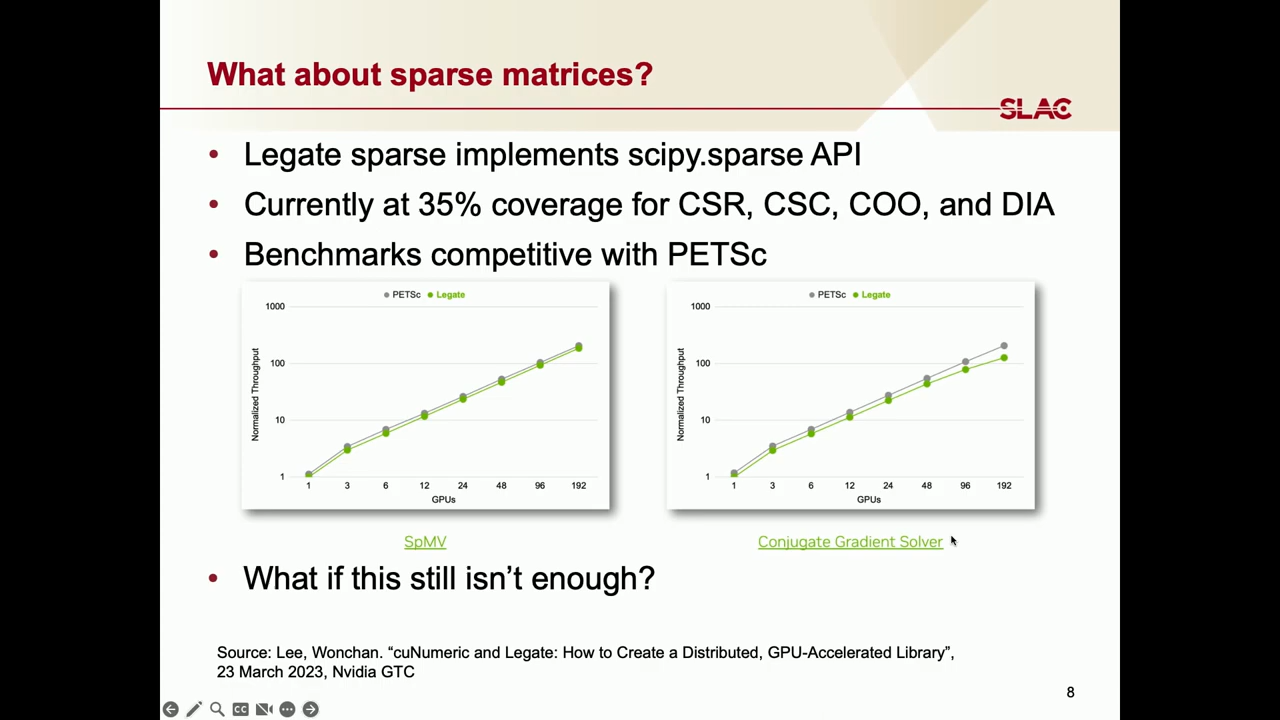 What about sparse matrices?
SLAC
• Legate sparse implements scipy.sparse API
• Currently at 35% coverage for CSR, CSC, COO, and DIA
• Benchmarks competitive with PETSc
PETSc Legate
1000
100
10
1
Normalized Throughput
1 3 6 12 24 48 96 192
GPUs
SpMV
PETSc Legate
1000
100
10
1
Normalized Throughput
1 3 6 12 24 48 96 192
GPUs
Conjugate Gradient Solver
• What if this still isn’t enough?
Source: Lee, Wonchan. “cuNumeric and Legate: How to Create a Distributed, GPU-Accelerated Library”,
23 March 2023, Nvidia GTC
8
CC